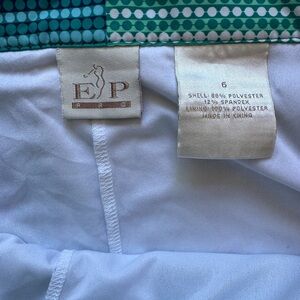 EP
PRO
6
SHELL: 88% POLYESTER
12% SPANDEX
LINING: 100% POLYESTER
MADE IN CHINA